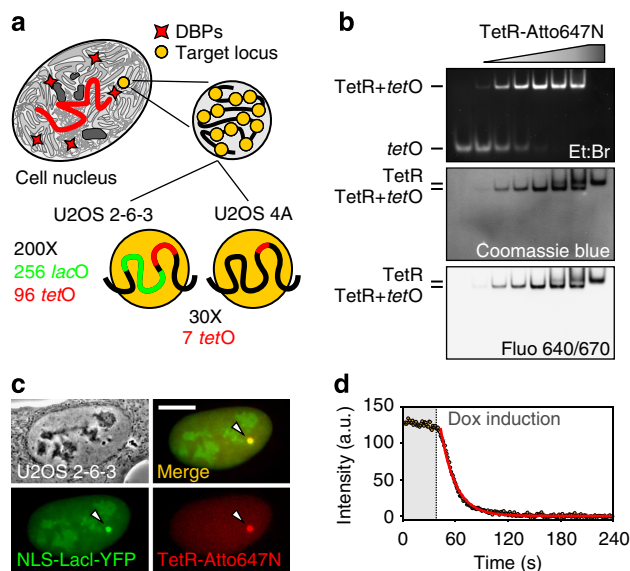 a
DBPs
Target locus
Cell nucleus
U2OS 2-6-3
U2OS 4A
200X
256 lacO
96 tetO
30X
7 tetO
b
TetR-Atto647N
TetR+tetO
tetO
Et:Br
TetR
TetR+tetO
Coomassie blue
TetR
TetR+tetO
Fluo 640/670
c
U2OS 2-6-3
Merge
NLS-LacI-YFP
TetR-Atto647N
d
Dox induction
Intensity (a.u.)
150
100
50
0
0 60 120 180 240
Time (s)